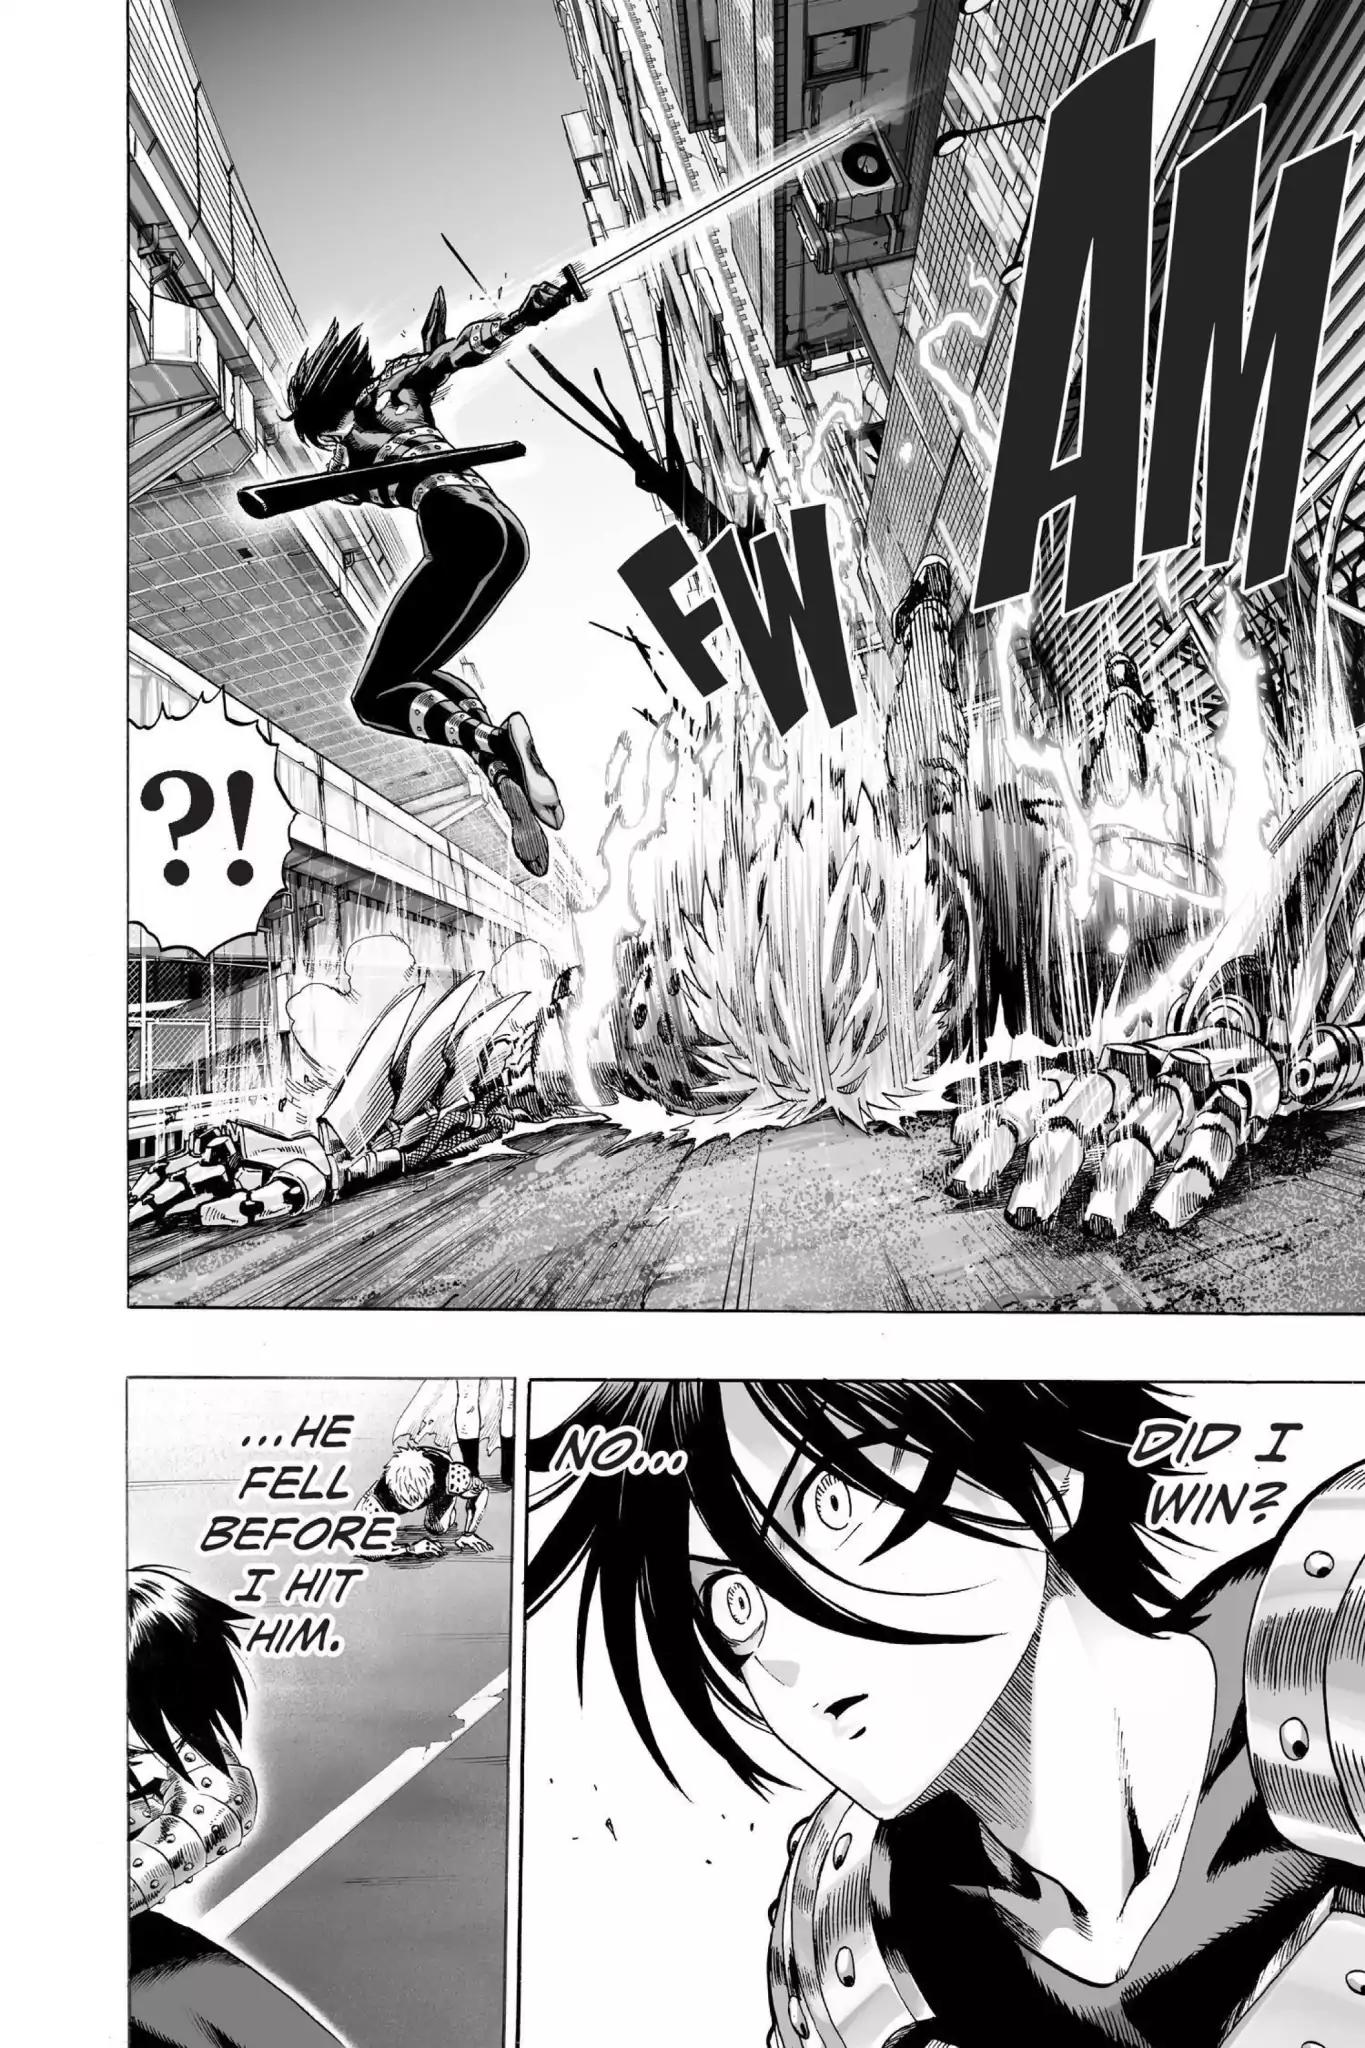 FW
AM
?!
DID I
WIN?
NO...
...HE
FELL
BEFORE
I HIT
HIM.